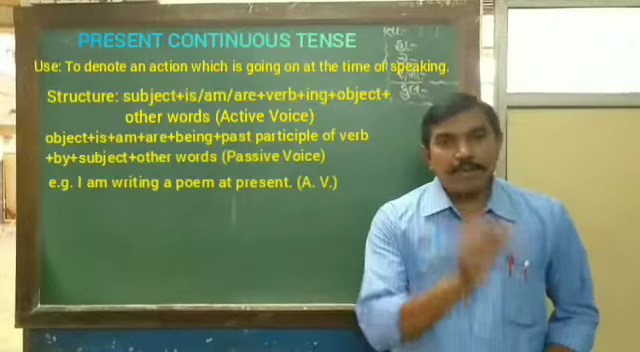 PRESENT CONTINUOUS TENSE
Use: To denote an action which is going on at the time of speaking.
Structure: subject+is/am/are+verb+ing+object+
other words (Active Voice)
object+is+am+are+being+past participle of verb
+by+subject+other words (Passive Voice)
e.g. I am writing a poem at present. (A. V.)